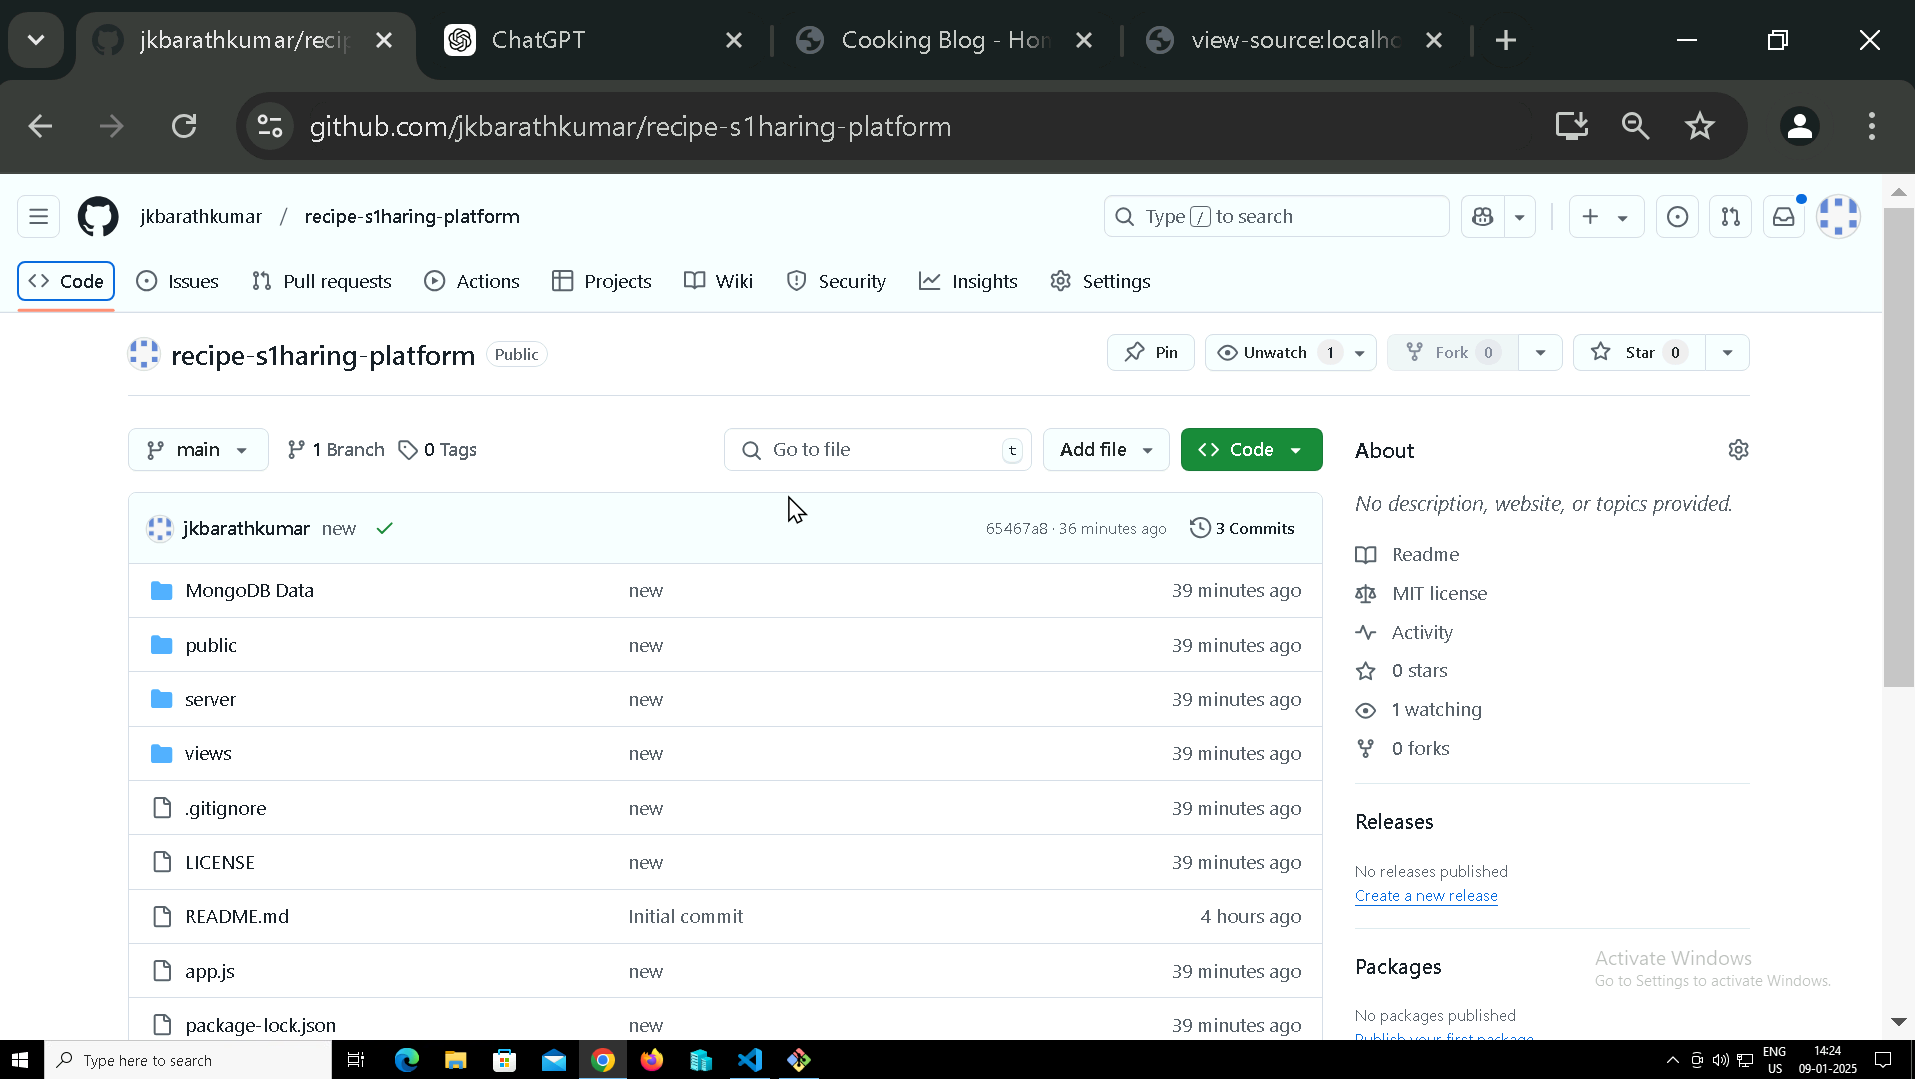 jkbarathkumar/recip
ChatGPT
Cooking Blog - Hon
view-source:localho
github.com/jkbarathkumar/recipe-s1haring-platform
jkbarathkumar / recipe-s1haring-platform
Type / to search
Code
Issues
Pull requests
Actions
Projects
Wiki
Security
Insights
Settings
recipe-s1haring-platform Public
Pin
Unwatch 1
Fork 0
Star 0
main
1 Branch
0 Tags
Go to file t
Add file
Code
About
No description, website, or topics provided.
jkbarathkumar new
65467a8 · 36 minutes ago
3 Commits
MongoDB Data new 39 minutes ago
public new 39 minutes ago
server new 39 minutes ago
views new 39 minutes ago
.gitignore new 39 minutes ago
LICENSE new 39 minutes ago
README.md Initial commit 4 hours ago
app.js new 39 minutes ago
package-lock.json new 39 minutes ago
Readme
MIT license
Activity
0 stars
1 watching
0 forks
Releases
No releases published
Create a new release
Packages
No packages published
Publish your first package
Activate Windows
Go to Settings to activate Windows.
Type here to search
ENG
US
14:24
09-01-2025